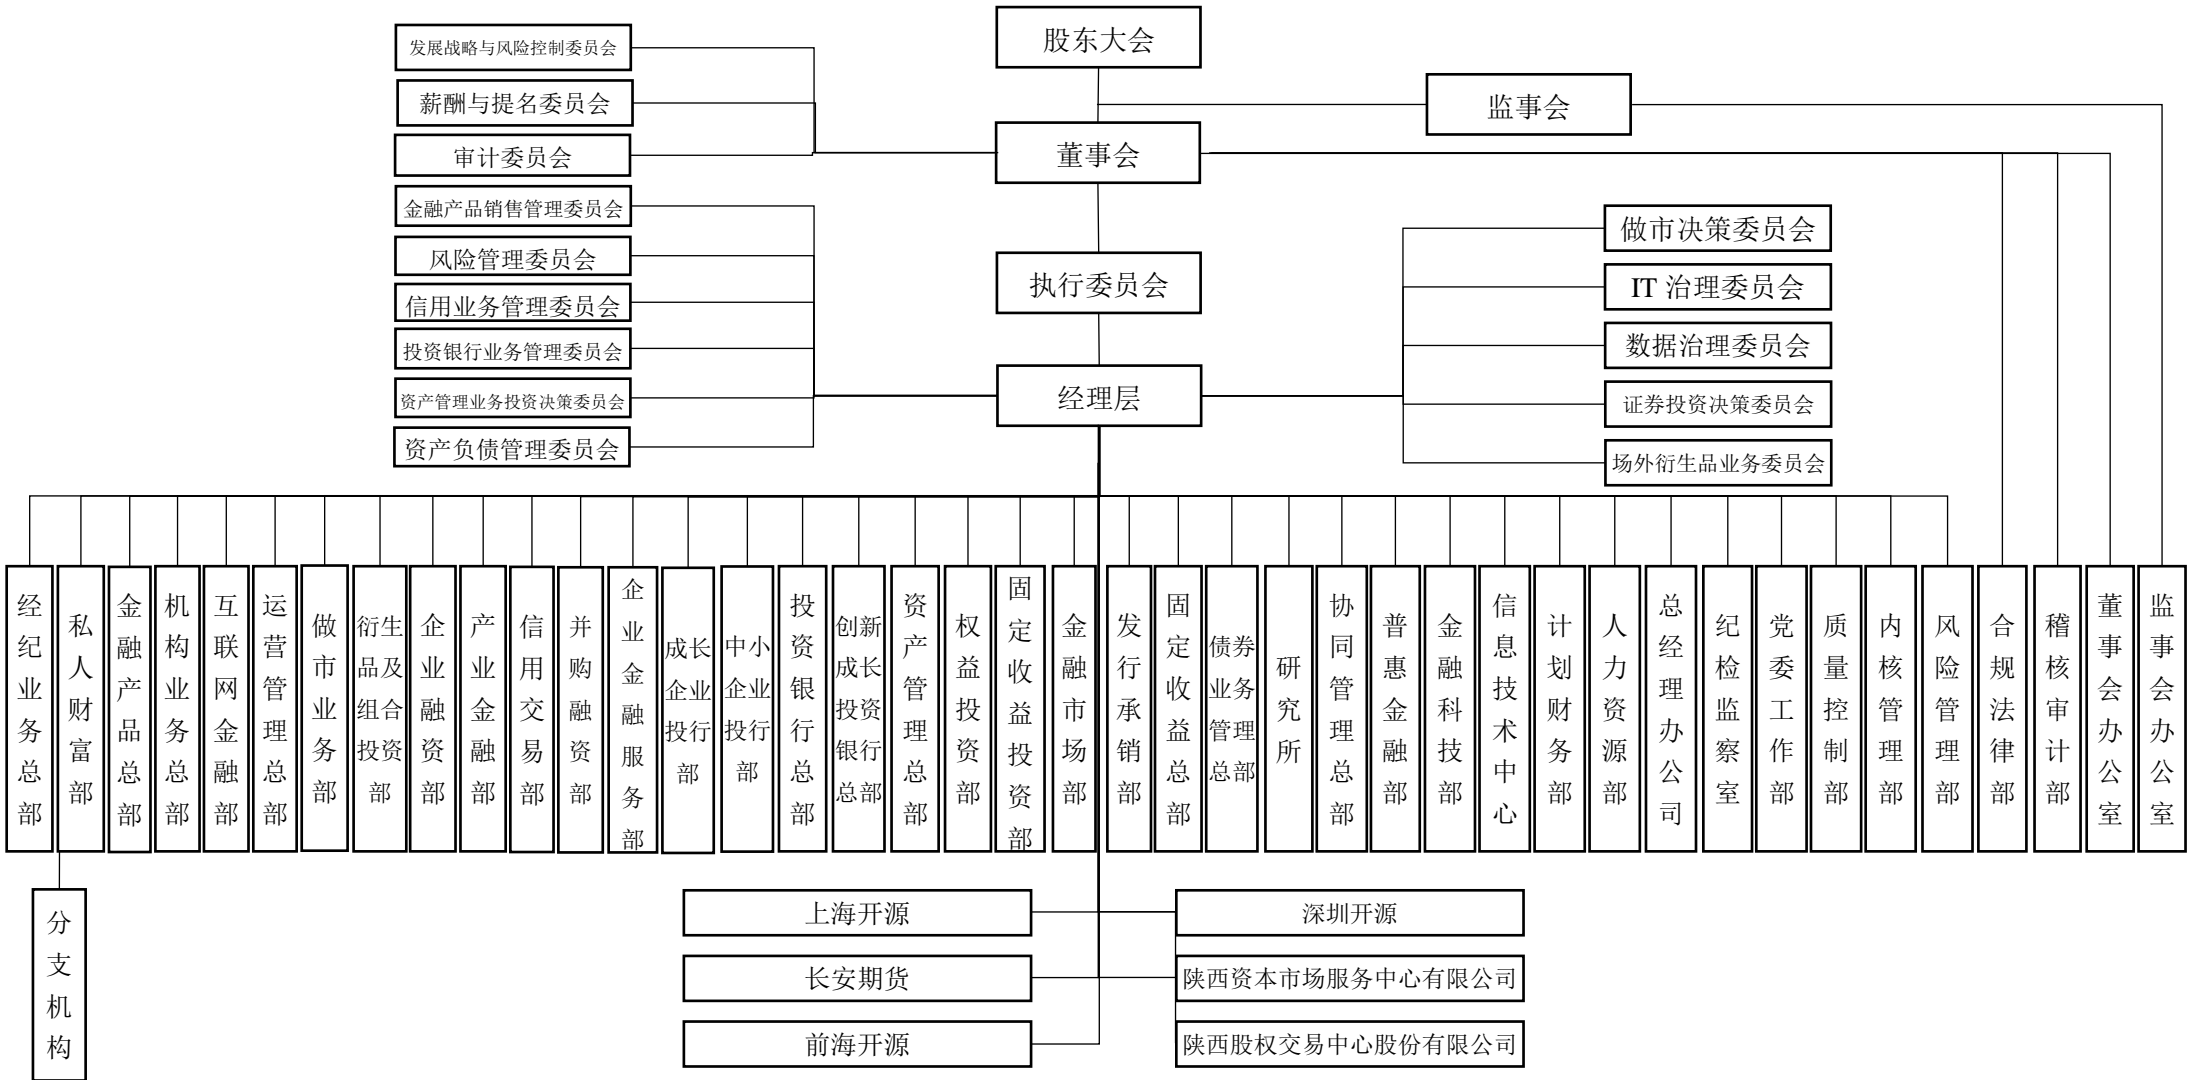 股东大会
发展战略与风险控制委员会
薪酬与提名委员会
监事会
审计委员会
董事会
金融产品销售管理委员会
做市决策委员会
风险管理委员会
执行委员会
IT 治理委员会
信用业务管理委员会
投资银行业务管理委员会
数据治理委员会
资产管理业务投资决策委员会
经理层
证券投资决策委员会
资产负债管理委员会
场外衍生品业务委员会
经纪业务总部
私人财富部
金融产品总部
机构业务总部
互联网金融部
运营管理总部
做市业务部
衍生
品及
组合
投资
部
企业融资部
产业金融部
信用交易部
并购融资部
企业金融服务部
成长
企业
投行
部
中小
企业
投行
部
投资银行总部
创新
成长
投资
银行
总部
资产管理总部
权益投资部
固定收益投资部
金融市场部
发行承销部
固定收益总部
债券
业务
管理
总部
研究所
协同管理总部
普惠金融部
金融科技部
信息技术中心
计划财务部
人力资源部
总经理办公司
纪检监察室
党委工作部
质量控制部
内核管理部
风险管理部
合规法律部
稽核审计部
董事会办公室
监事会办公室
分支机构
上海开源
深圳开源
长安期货
陕西资本市场服务中心有限公司
前海开源
陕西股权交易中心股份有限公司